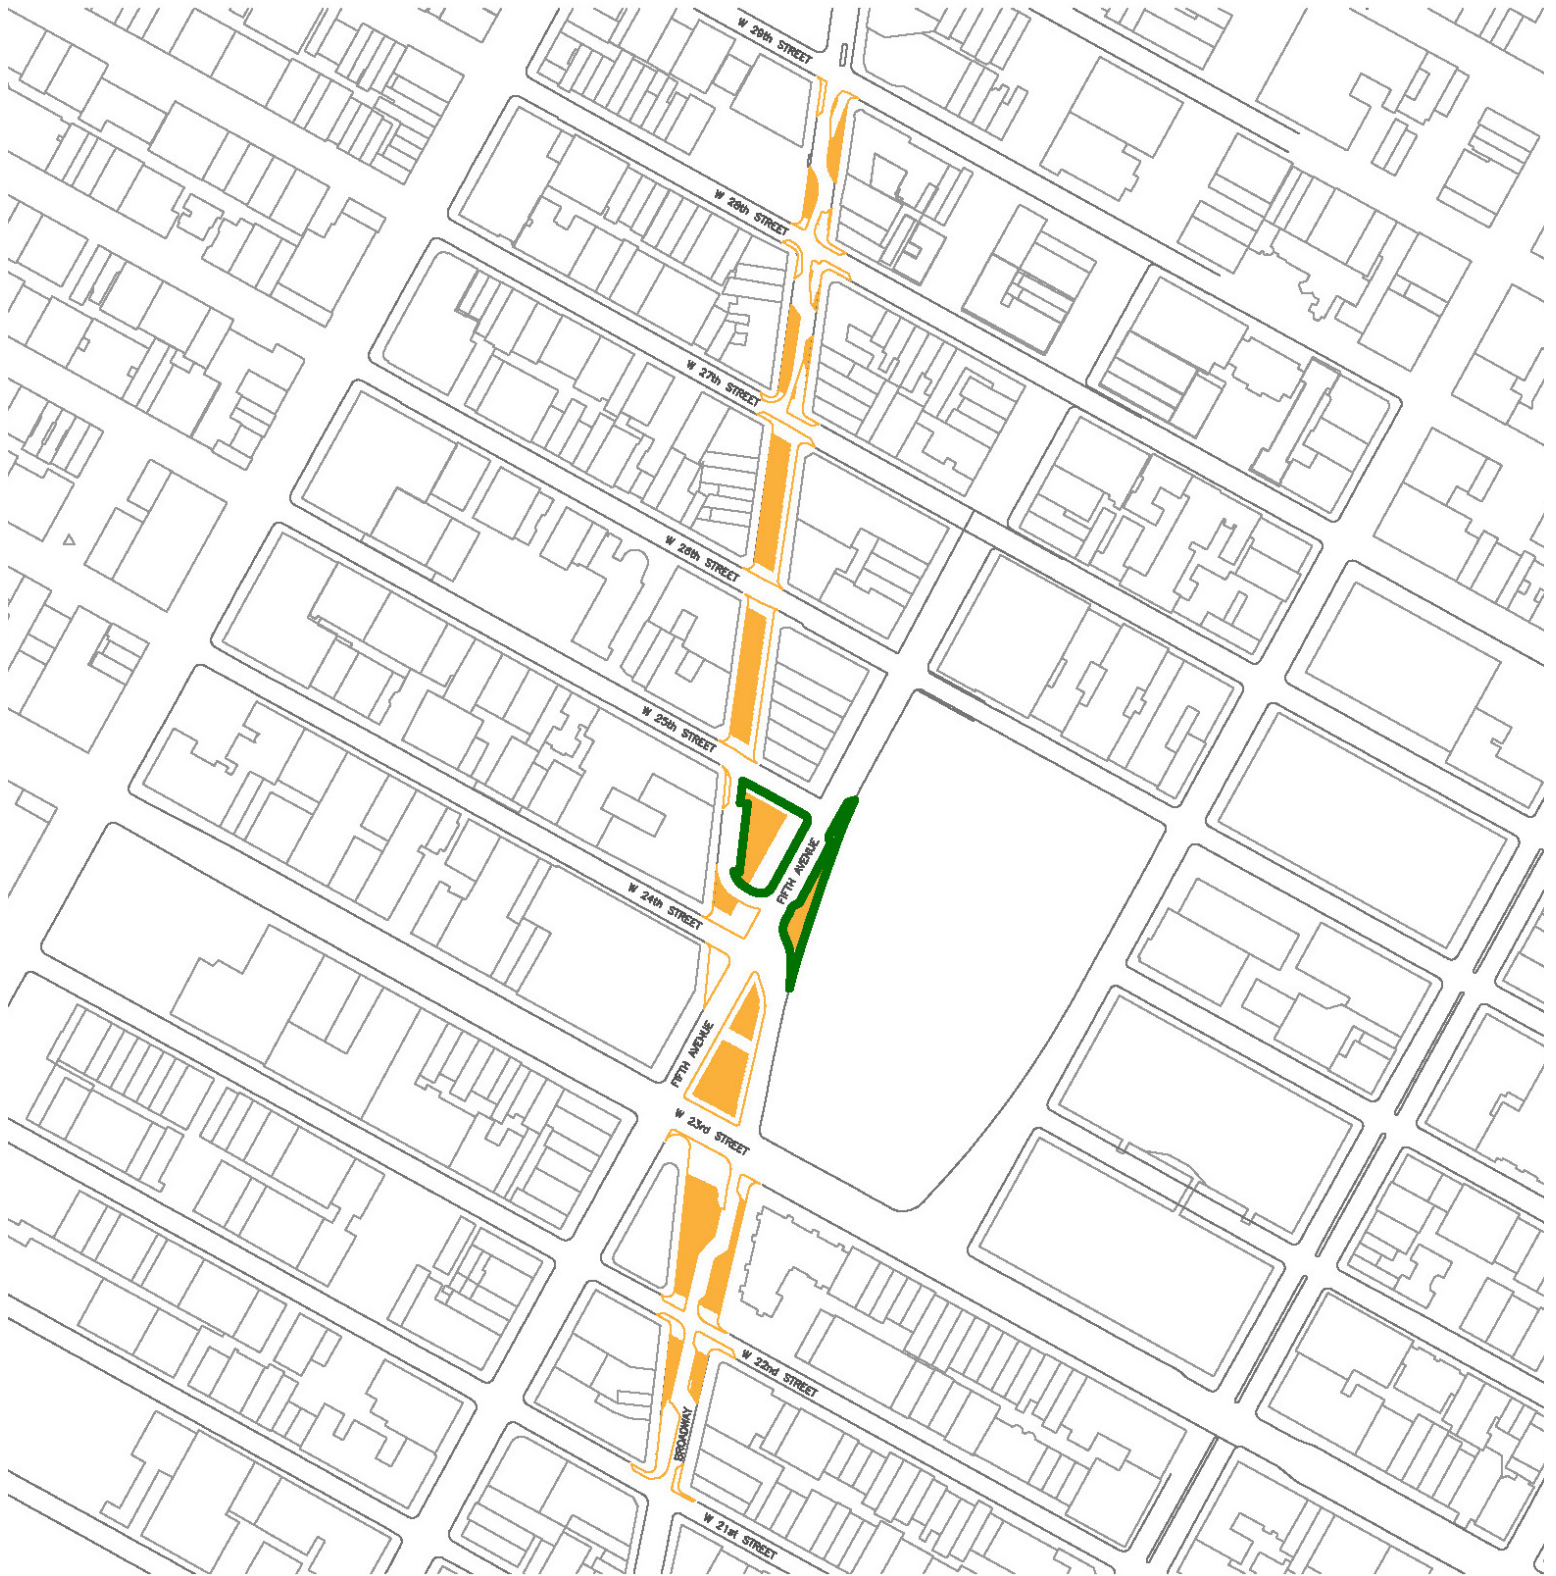 W 29th STREET
W 28th STREET
W 27th STREET
W 26th STREET
W 25th STREET
FIFTH AVENUE
W 24th STREET
FIFTH AVENUE
W 23rd STREET
W 22nd STREET
BROADWAY
W 21st STREET